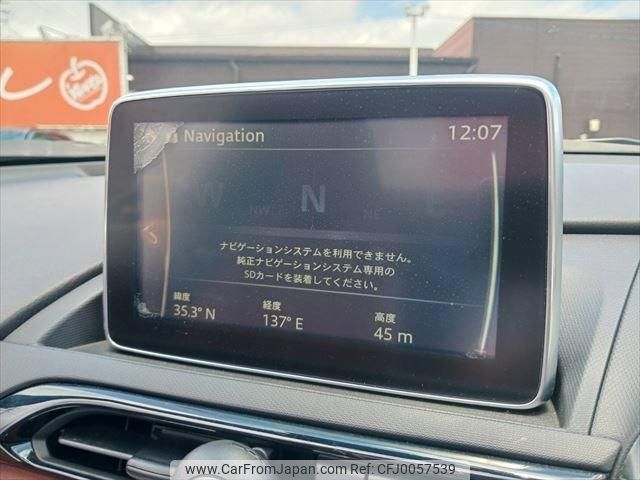 Navigation 12:07
W NW N NE E
ナビゲーションシステムを利用できません。
純正ナビゲーションシステム専用の
SDカードを装着してください。
緯度 経度 高度
35.3° N 137° E 45 m
CarFromJapan.com - CarFromJapan ID: CFJ00057539